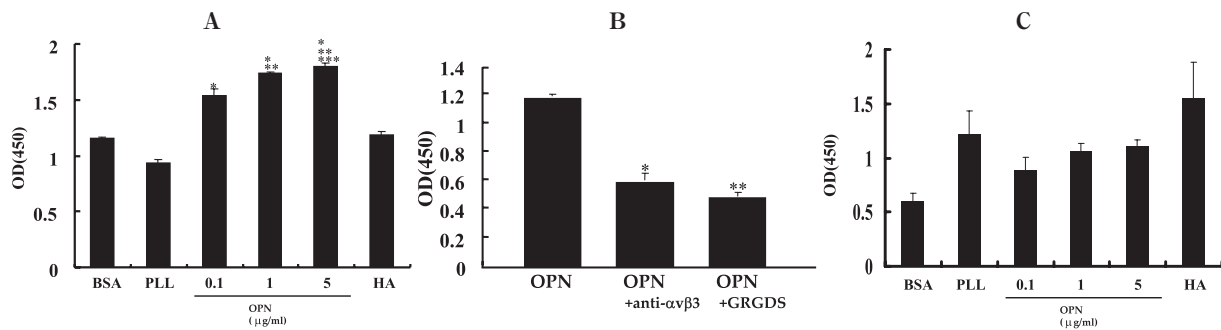 A
OD(450)
2
1.5
1
0.5
0
*
*
**
*
**
***
BSA PLL 0.1 1 5 HA
OPN
(μg/ml)
B
OD(450)
1.4
1.2
1
0.8
0.6
0.4
0.2
0
*
**
OPN OPN OPN
+anti-αvβ3 +GRGDS
C
OD(450)
2
1.5
1
0.5
0
BSA PLL 0.1 1 5 HA
OPN
(μg/ml)